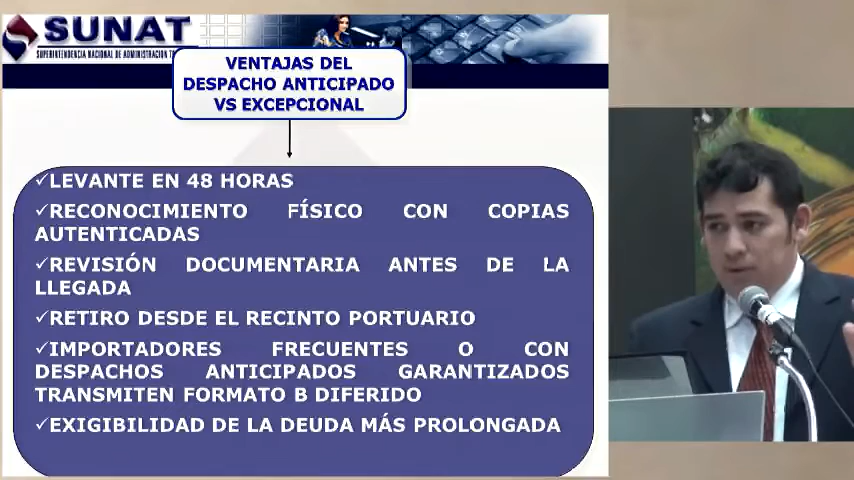 SUNAT
SUPERINTENDENCIA NACIONAL DE ADMINISTRACIÓN
VENTAJAS DEL
DESPACHO ANTICIPADO
VS EXCEPCIONAL
✓LEVANTE EN 48 HORAS
✓RECONOCIMIENTO FÍSICO CON COPIAS
AUTENTICADAS
✓REVISIÓN DOCUMENTARIA ANTES DE LA
LLEGADA
✓RETIRO DESDE EL RECINTO PORTUARIO
✓IMPORTADORES FRECUENTES O CON
DESPACHOS ANTICIPADOS GARANTIZADOS
TRANSMITEN FORMATO B DIFERIDO
✓EXIGIBILIDAD DE LA DEUDA MÁS PROLONGADA